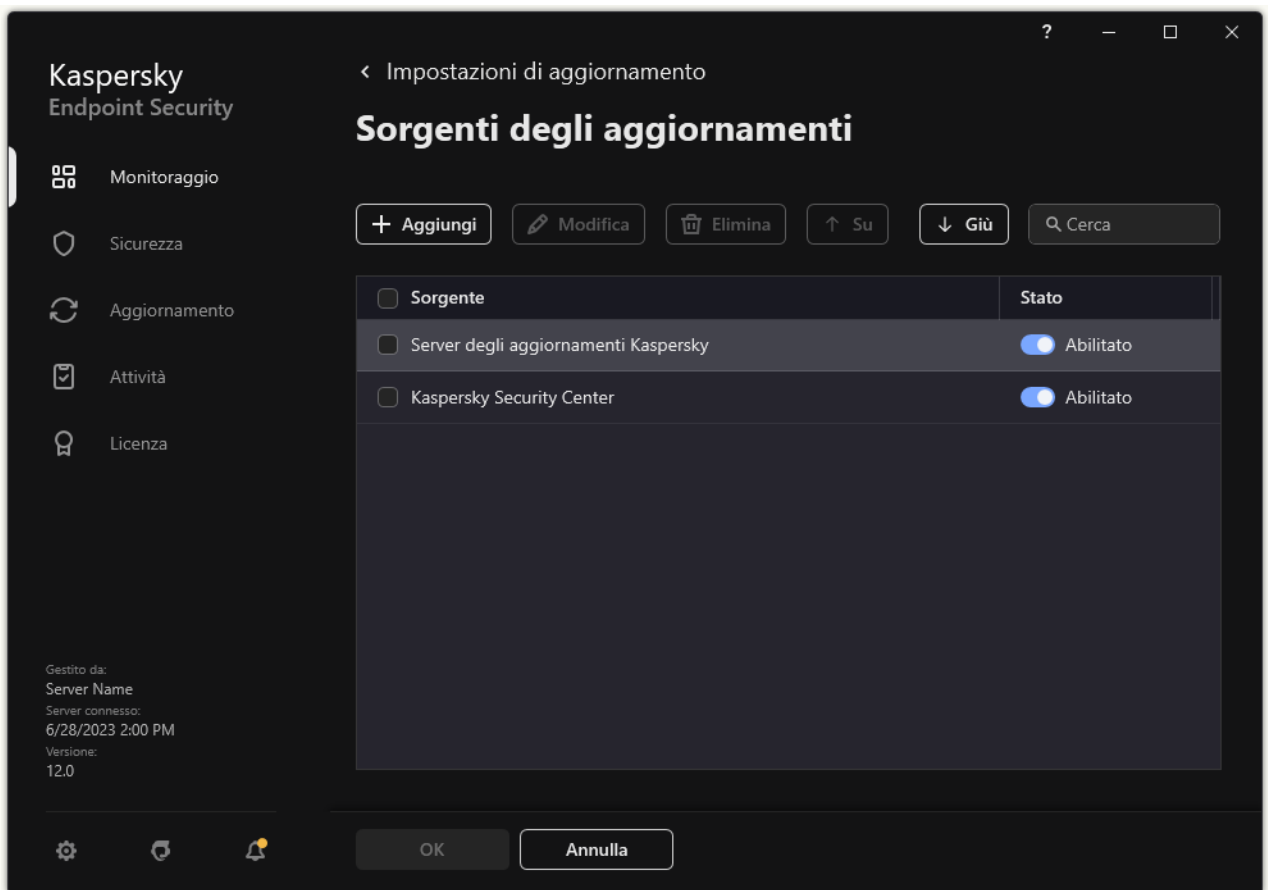 ?
Kaspersky
Endpoint Security
Monitoraggio
Sicurezza
Aggiornamento
Attività
Licenza
Gestito da:
Server Name
Server connesso:
6/28/2023 2:00 PM
Versione:
12.0
Impostazioni di aggiornamento
Sorgenti degli aggiornamenti
Aggiungi Modifica Elimina Su Giù Cerca
Sorgente Stato
Server degli aggiornamenti Kaspersky Abilitato
Kaspersky Security Center Abilitato
OK Annulla